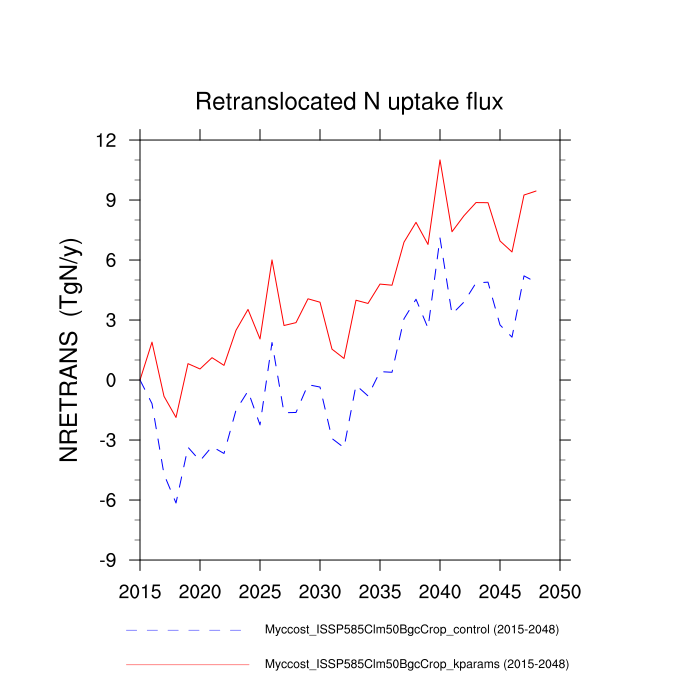 Retranslocated N uptake flux
12
9
6
3
0
-3
-6
-9
NRETRANS (TgN/y)
2015 2020 2025 2030 2035 2040 2045 2050
Myccost_ISSP585Clm50BgcCrop_control (2015-2048)
Myccost_ISSP585Clm50BgcCrop_kparams (2015-2048)